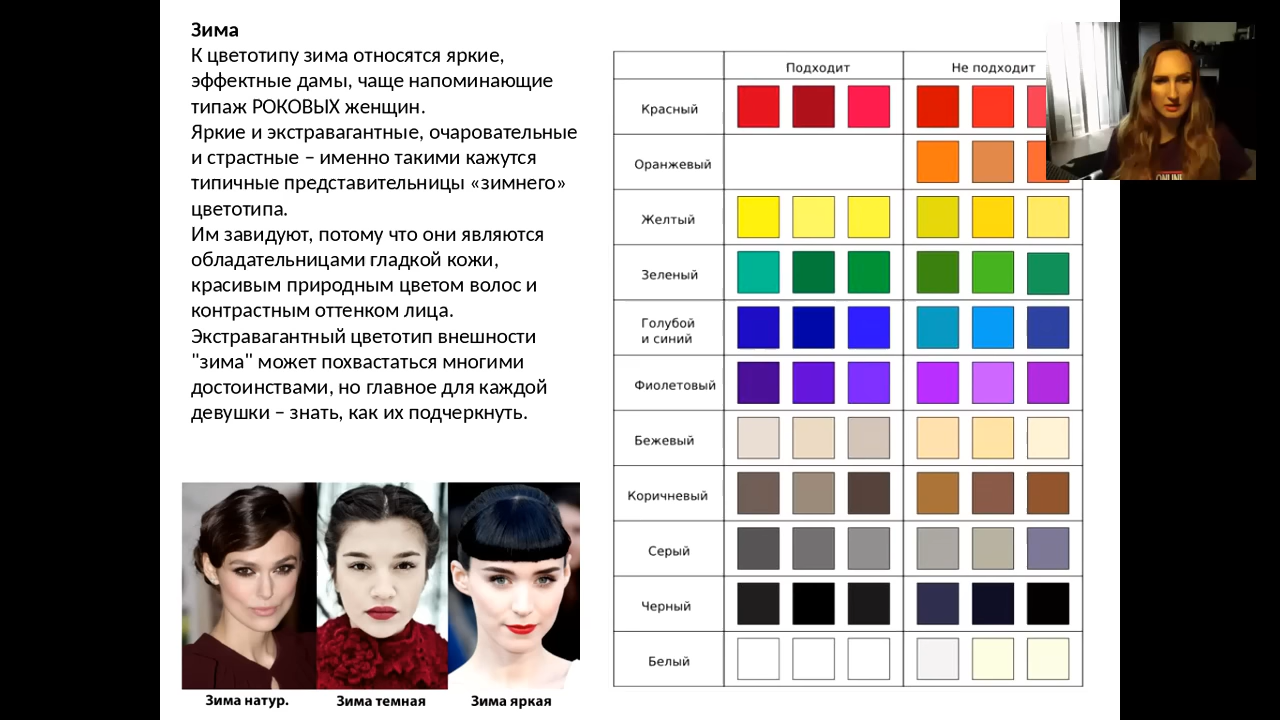 Зима
К цветотипу зима относятся яркие,
эффектные дамы, чаще напоминающие
типаж РОКОВЫХ женщин.
Яркие и экстравагантные, очаровательные
и страстные – именно такими кажутся
типичные представительницы «зимнего»
цветотипа.
Им завидуют, потому что они являются
обладательницами гладкой кожи,
красивым природным цветом волос и
контрастным оттенком лица.
Экстравагантный цветотип внешности
"зима" может похвастаться многими
достоинствами, но главное для каждой
девушки – знать, как их подчеркнуть.
Зима натур.
Зима темная
Зима яркая
Подходит
Не подходит
Красный
Оранжевый
Желтый
Зеленый
Голубой
и синий
Фиолетовый
Бежевый
Коричневый
Серый
Черный
Белый
ONLINE